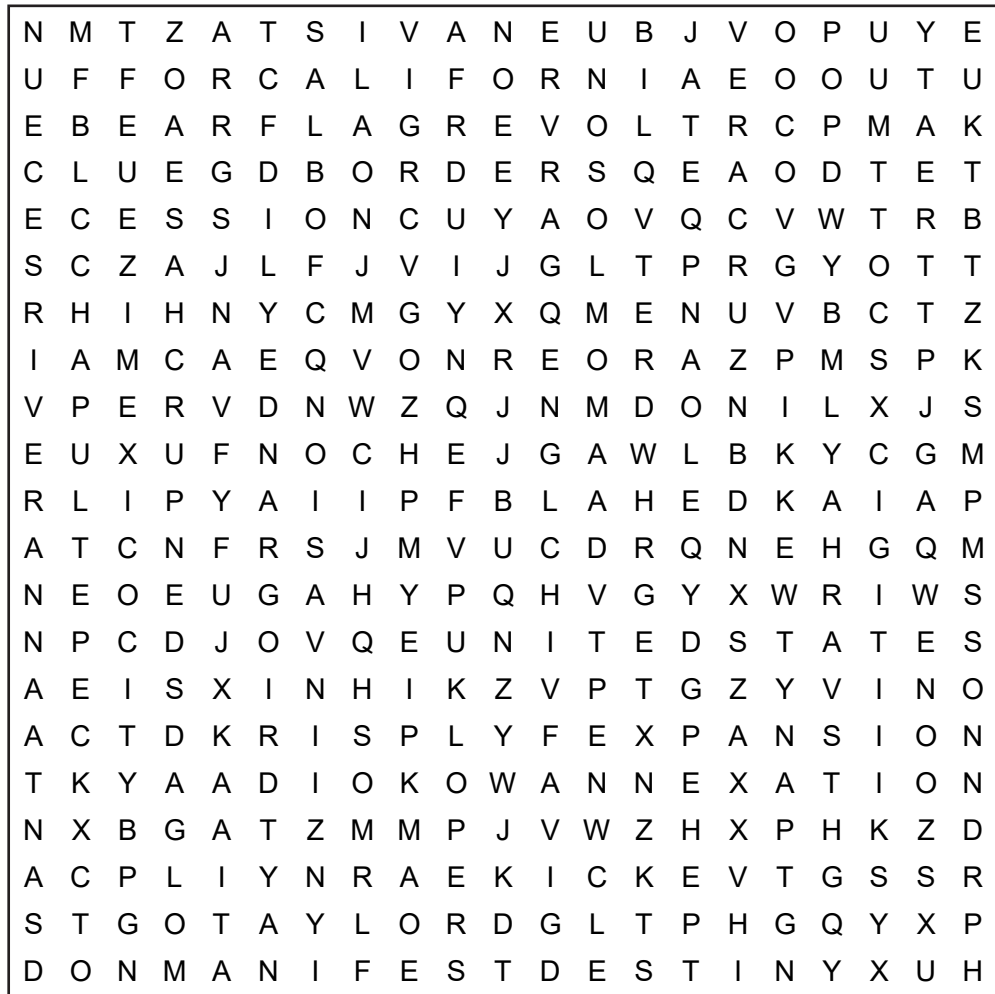 N M T Z A T S I V A N E U B J V O P U Y E
U F F O R C A L I F O R N I A E O O U T U
E B E A R F L A G R E V O L T R C P M A K
C L U E G D B O R D E R S Q E A O D T E T
E C E S S I O N C U Y A O V Q C V W T R B
S C Z A J L F J V I J G L T P R G Y O T T
R H I H N Y C M G Y X Q M E N U V B C T Z
I A M C A E Q V O N R E O R A Z P M S P K
V P E R V D N W Z Q J N M D O N I L X J S
E U X U F N O C H E J G A W L B K Y C G M
R L I P Y A I I P F B L A H E D K A I A P
A T C N F R S J M V U C D R Q N E H G Q M
N E O E U G A H Y P Q H V G Y X W R I W S
N P C D J O V Q E U N I T E D S T A T E S
A E I S X I N H I K Z V P T G Z Y V I N O
A C T D K R I S P L Y F E X P A N S I O N
T K Y A A D I O K O W A N N E X A T I O N
N X B G A T Z M M P J V W Z H X P H K Z D
A C P L I Y N R A E K I C K E V T G S S R
S T G O T A Y L O R D G L T P H G Q Y X P
D O N M A N I F E S T D E S T I N Y X U H